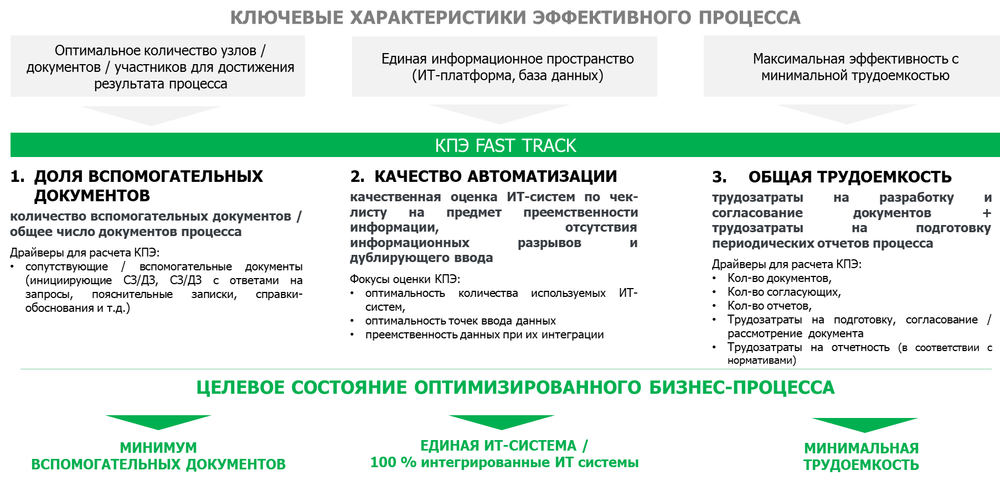 КЛЮЧЕВЫЕ ХАРАКТЕРИСТИКИ ЭФФЕКТИВНОГО ПРОЦЕССА
Оптимальное количество узлов /
документов / участников для достижения
результата процесса
Единая информационное пространство
(ИТ-платформа, база данных)
Максимальная эффективность с
минимальной трудоемкостью
КПЭ FAST TRACK
1. ДОЛЯ ВСПОМОГАТЕЛЬНЫХ
ДОКУМЕНТОВ
количество вспомогательных документов /
общее число документов процесса
Драйверы для расчета КПЭ:
• сопутствующие / вспомогательные документы
(инициирующие СЗ/ДЗ, СЗ/ДЗ с ответами на
запросы, пояснительные записки, справки-
обоснования и т.д.)
2. КАЧЕСТВО АВТОМАТИЗАЦИИ
качественная оценка ИТ-систем по чек-
листу на предмет преемственности
информации, отсутствия
информационных разрывов и
дублирующего ввода
Фокусы оценки КПЭ:
• оптимальность количества используемых ИТ-
систем,
• оптимальность точек ввода данных
• преемственность данных при их интеграции
3. ОБЩАЯ ТРУДОЕМКОСТЬ
трудозатраты на разработку и
согласование документов +
трудозатраты на подготовку
периодических отчетов процесса
Драйверы для расчета КПЭ:
• Кол-во документов,
• Кол-во согласующих,
• Кол-во отчетов,
• Трудозатраты на подготовку, согласование /
рассмотрение документа
• Трудозатраты на отчетность (в соответствии с
нормативами)
ЦЕЛЕВОЕ СОСТОЯНИЕ ОПТИМИЗИРОВАННОГО БИЗНЕС-ПРОЦЕССА
МИНИМУМ
ВСПОМОГАТЕЛЬНЫХ ДОКУМЕНТОВ
ЕДИНАЯ ИТ-СИСТЕМА /
100 % интегрированные ИТ системы
МИНИМАЛЬНАЯ
ТРУДОЕМКОСТЬ